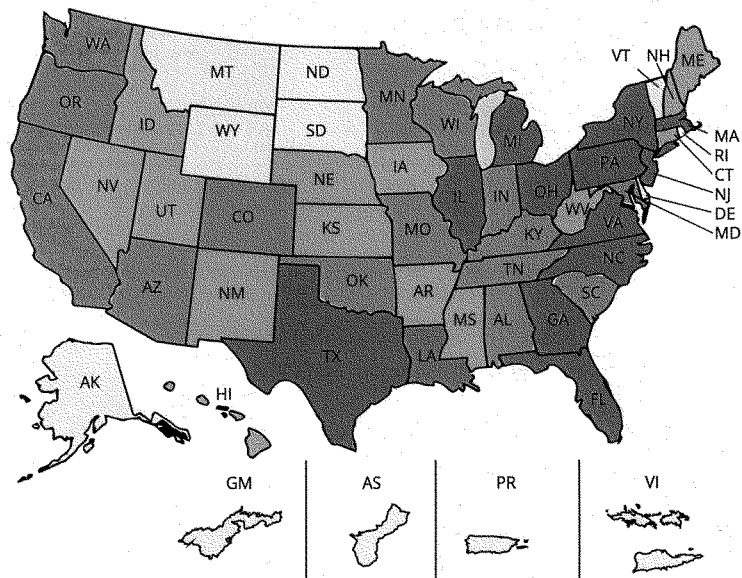 WA
MT
ND
MN
VT
NH
ME
OR
ID
WY
SD
WI
MI
NY
MA
RI
CT
NJ
DE
MD
CA
NV
UT
CO
NE
IA
IL
IN
OH
PA
KS
MO
KY
WV
VA
AZ
NM
OK
AR
TN
NC
TX
LA
MS
AL
GA
SC
FL
AK
HI
GM
AS
PR
VI